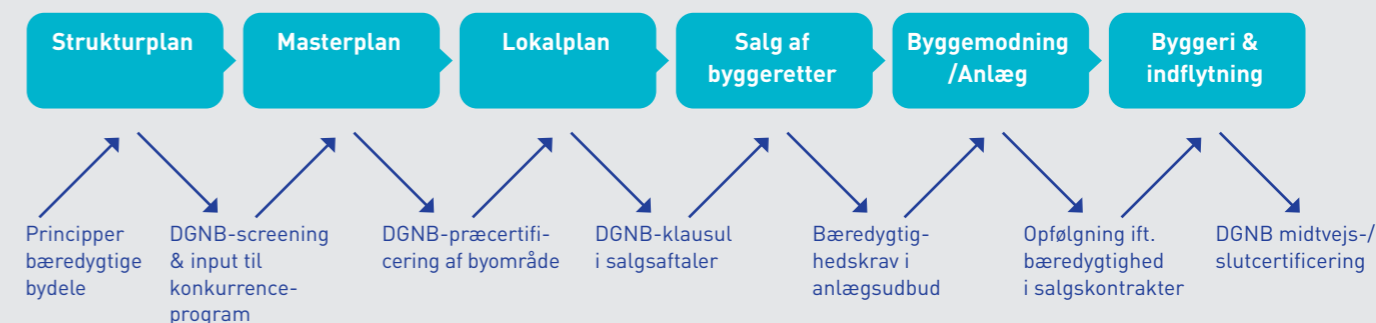 Strukturplan
Masterplan
Lokalplan
Salg af
byggeretter
Byggemodning
/Anlæg
Byggeri &
indflytning
Principper
bæredygtige
bydele
DGNB-screening
& input til
konkurrence-
program
DGNB-præcertifi-
cering af byområde
DGNB-klausul
i salgsaftaler
Bæredygtig-
hedskrav i
anlægsudbud
Opfølgning ift.
bæredygtighed
i salgskontrakter
DGNB midtvejs-/
slutcertificering